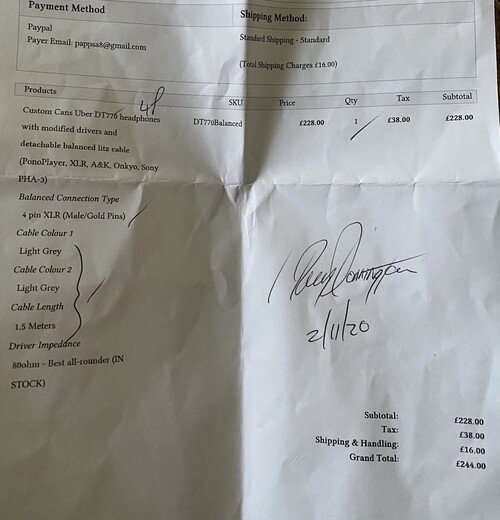 Payment Method
Shipping Method:
Paypal
Payer Email: pappsa8@gmail.com
Standard Shipping - Standard
(Total Shipping Charges £16.00)
Products SKU Price Qty Tax Subtotal
Custom Cans Uber DT770 headphones DT770Balanced £228.00 1 £38.00 £228.00
with modified drivers and
detachable balanced litz cable
(PonoPlayer, XLR, A&K, Onkyo, Sony
PHA-3)
Balanced Connection Type
4 pin XLR (Male/Gold Pins)
Cable Colour 1
Light Grey
Cable Colour 2
Light Grey
Cable Length
1.5 Meters
Driver Impedance
80ohm - Best all-rounder (IN
STOCK)
2/11/20
Subtotal: £228.00
Tax: £38.00
Shipping & Handling: £16.00
Grand Total: £244.00